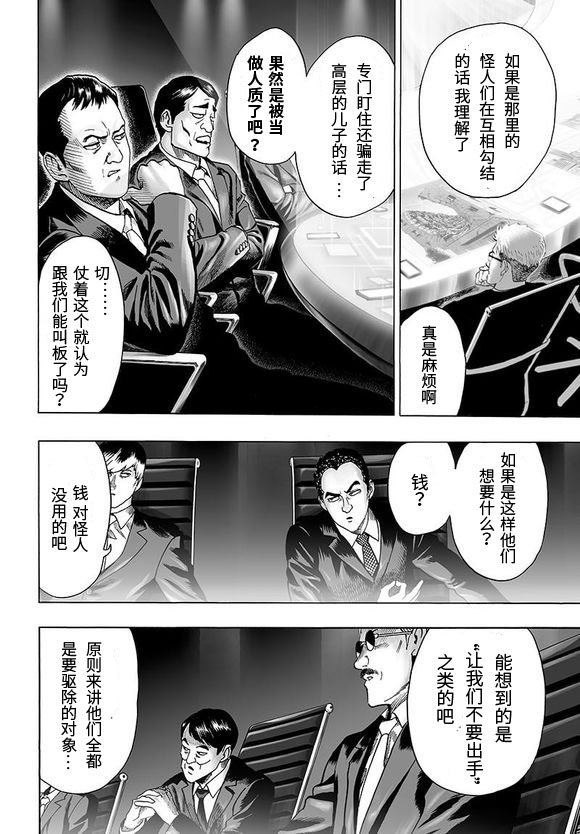 如果是那里的
怪人们在互相勾结
的话 我理解了
真是麻烦啊
专门盯住还骗走了
高层的儿子的话…
果然是被当
做人质了吧？
切……
仗着这个就认为
跟我们能叫板了吗？
如果是这样他们
想要什么？
钱？
钱 对怪人
没用的吧
能想到的是
“让我们不要出手”
之类的吧
原则来讲他们全都
是要驱除的对象…